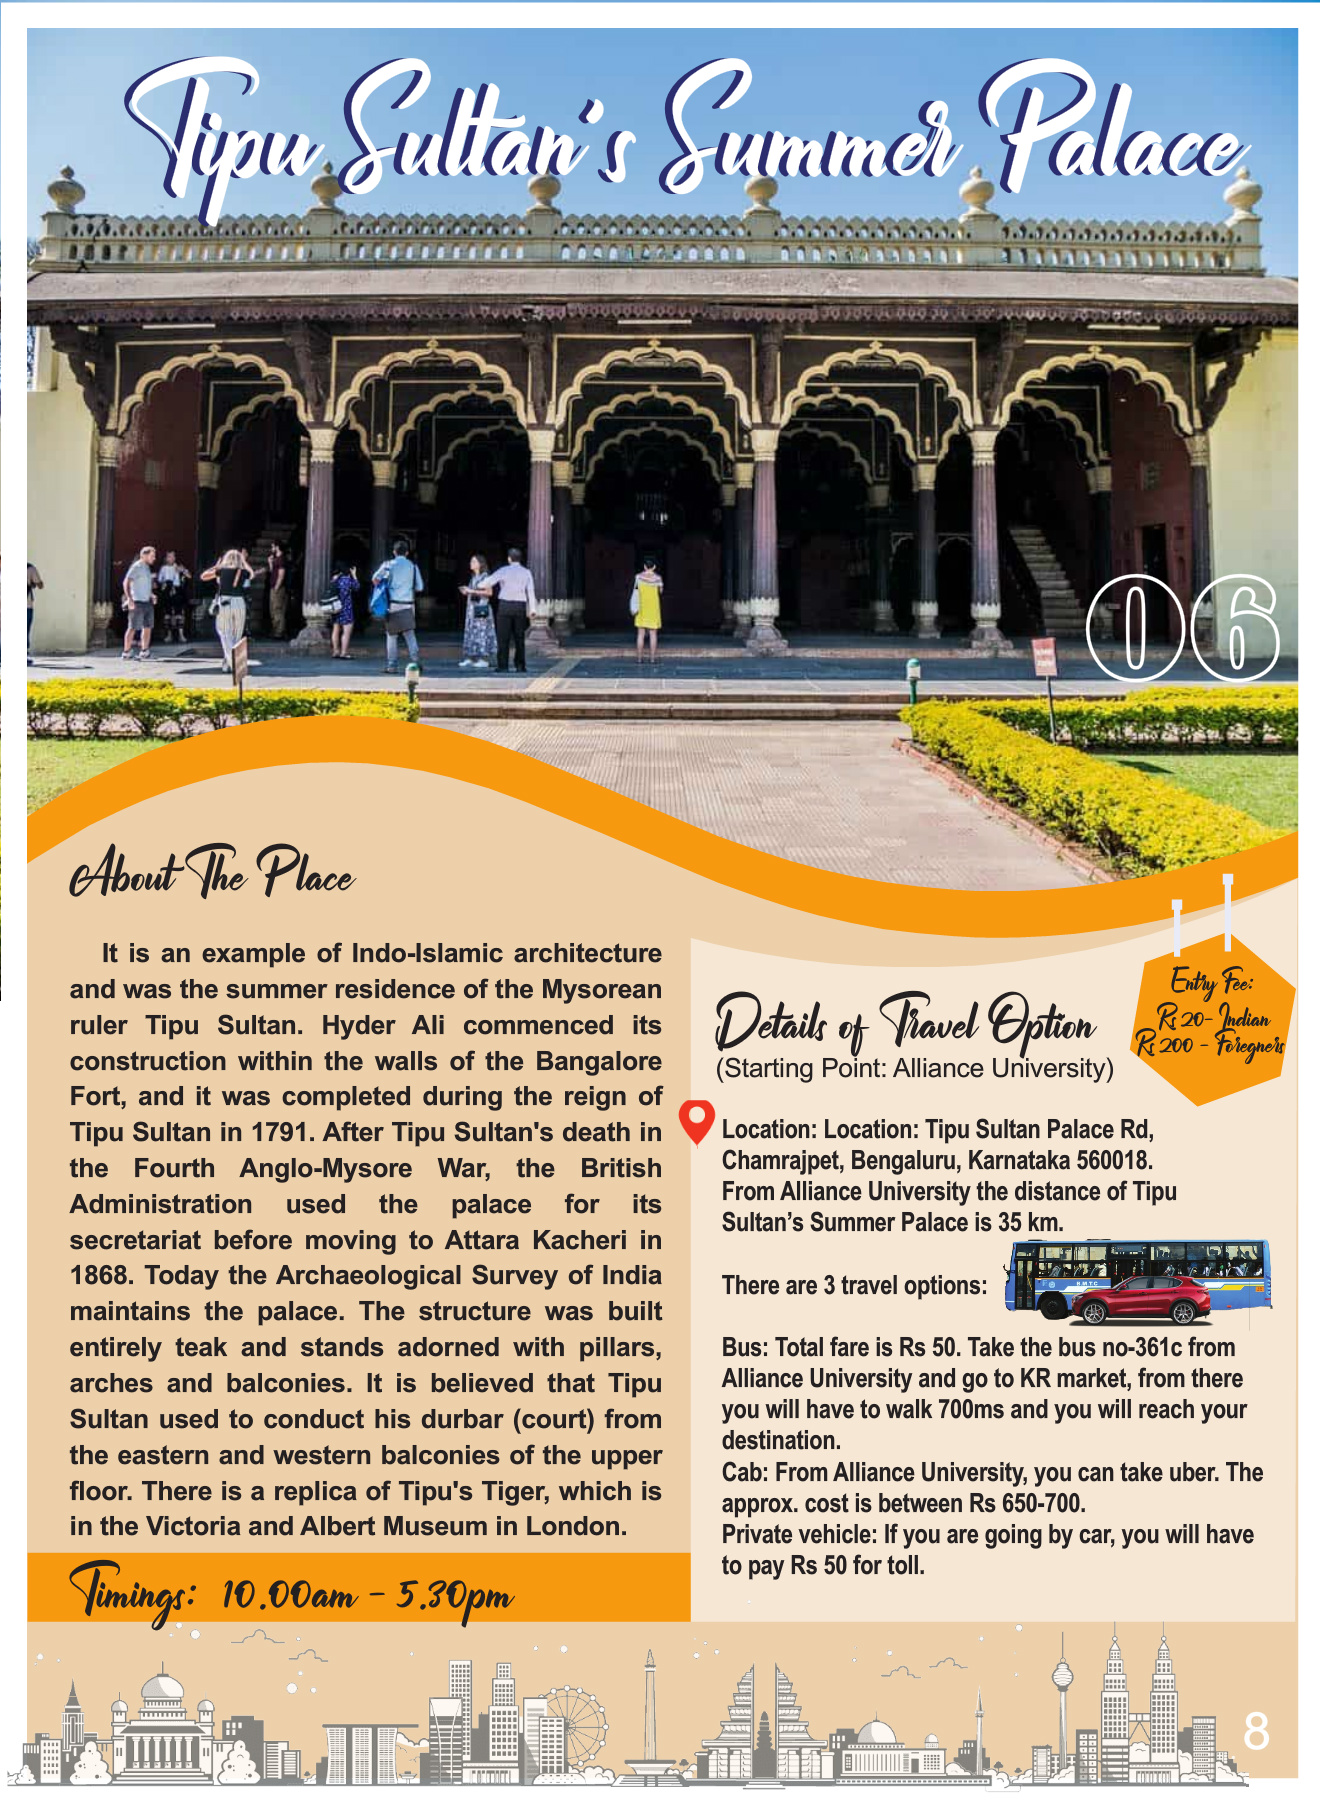 Tipu Sultan's Summer Palace
06
About The Place
It is an example of Indo-Islamic architecture
and was the summer residence of the Mysorean
ruler Tipu Sultan. Hyder Ali commenced its
construction within the walls of the Bangalore
Fort, and it was completed during the reign of
Tipu Sultan in 1791. After Tipu Sultan's death in
the Fourth Anglo-Mysore War, the British
Administration used the palace for its
secretariat before moving to Attara Kacheri in
1868. Today the Archaeological Survey of India
maintains the palace. The structure was built
entirely teak and stands adorned with pillars,
arches and balconies. It is believed that Tipu
Sultan used to conduct his durbar (court) from
the eastern and western balconies of the upper
floor. There is a replica of Tipu's Tiger, which is
in the Victoria and Albert Museum in London.
Timings: 10.00am - 5.30pm
Entry Fee:
Rs 20- Indian
Rs 200 - Foregners
Details of Travel Option
(Starting Point: Alliance University)
Location: Location: Tipu Sultan Palace Rd,
Chamrajpet, Bengaluru, Karnataka 560018.
From Alliance University the distance of Tipu
Sultan’s Summer Palace is 35 km.
There are 3 travel options:
BMTC
Bus: Total fare is Rs 50. Take the bus no-361c from
Alliance University and go to KR market, from there
you will have to walk 700ms and you will reach your
destination.
Cab: From Alliance University, you can take uber. The
approx. cost is between Rs 650-700.
Private vehicle: If you are going by car, you will have
to pay Rs 50 for toll.
8